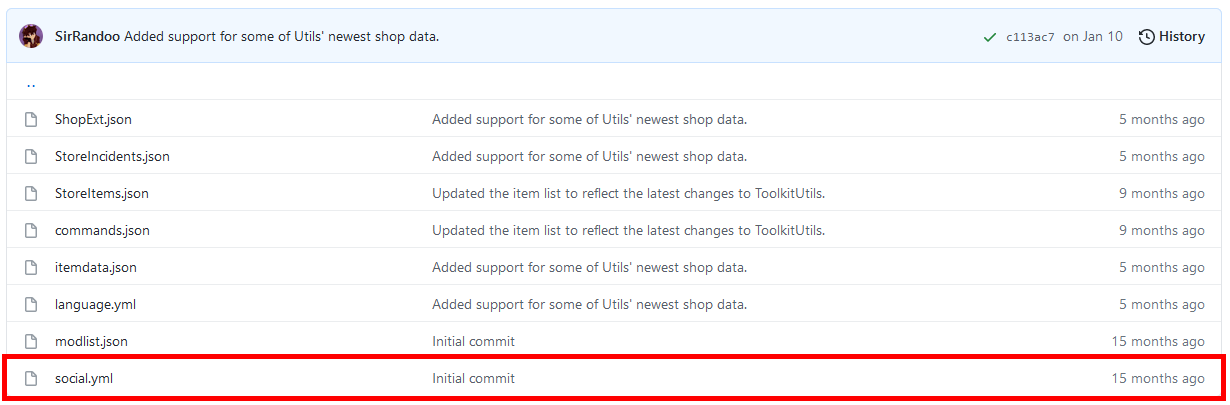 SirRandoo Added support for some of Utils' newest shop data. c113ac7 on Jan 10 History
..
ShopExt.json Added support for some of Utils' newest shop data. 5 months ago
StoreIncidents.json Added support for some of Utils' newest shop data. 5 months ago
StoreItems.json Updated the item list to reflect the latest changes to ToolkitUtils. 9 months ago
commands.json Updated the item list to reflect the latest changes to ToolkitUtils. 9 months ago
itemdata.json Added support for some of Utils' newest shop data. 5 months ago
language.yml Added support for some of Utils' newest shop data. 5 months ago
modlist.json Initial commit 15 months ago
social.yml Initial commit 15 months ago